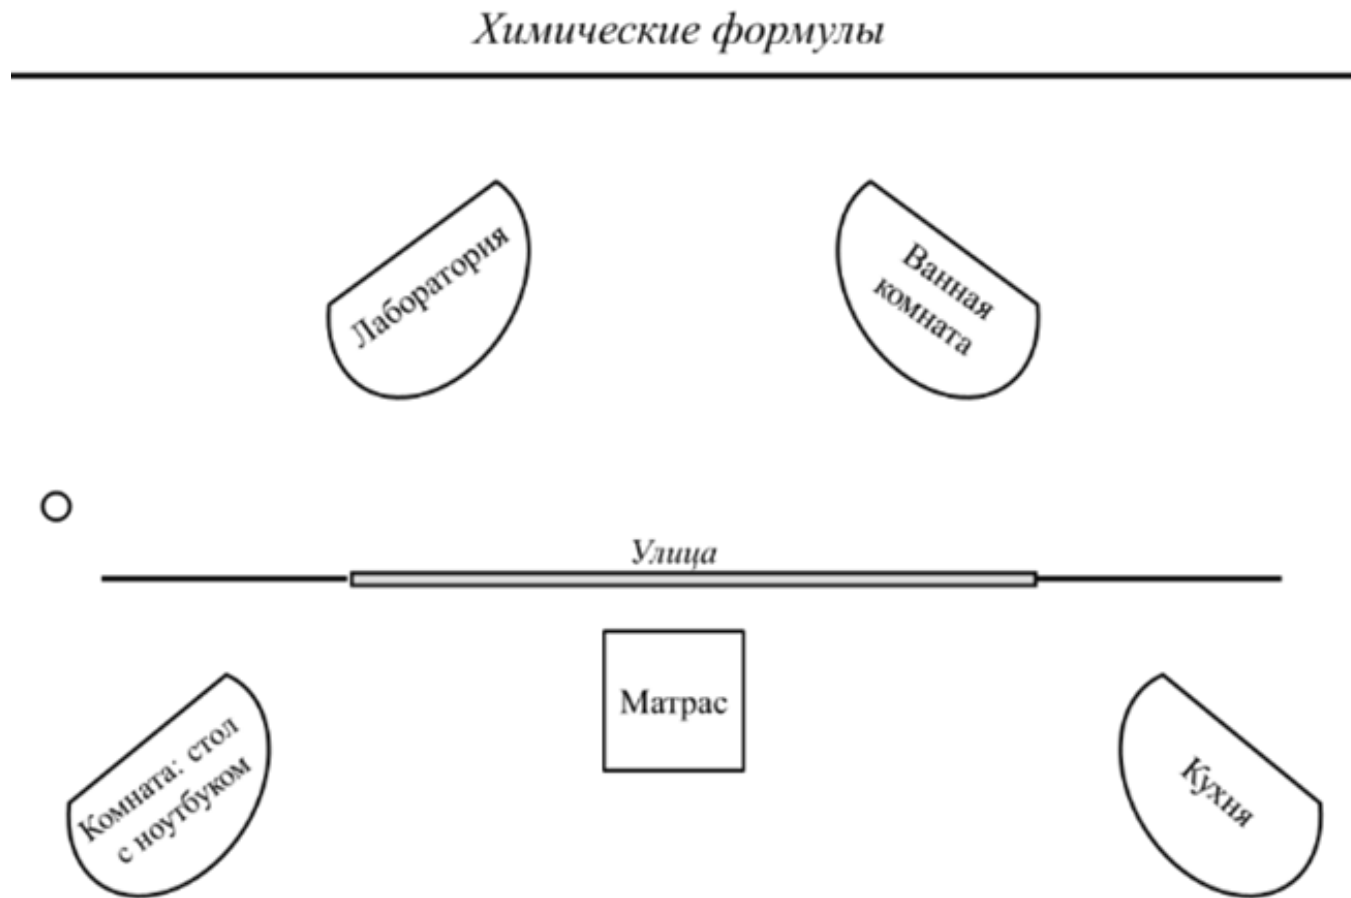 Химические формулы
Лаборатория
Ванная
комната
Улица
Матрас
Комната: стол
с ноутбуком
Кухня